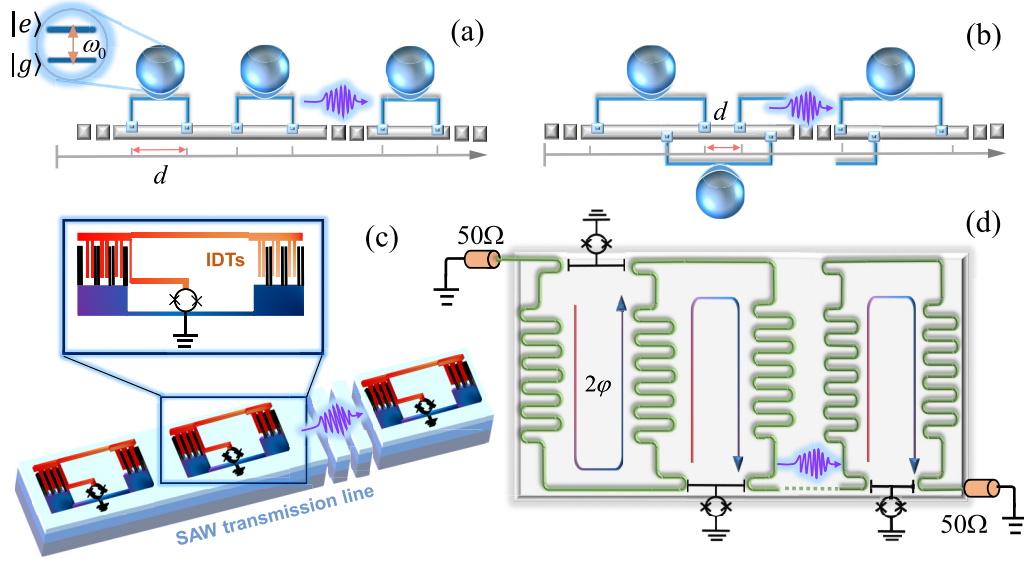 (a)
|e⟩
ω₀
|g⟩
d
(b)
d
(c)
IDTs
SAW transmission line
(d)
50Ω
2φ
50Ω